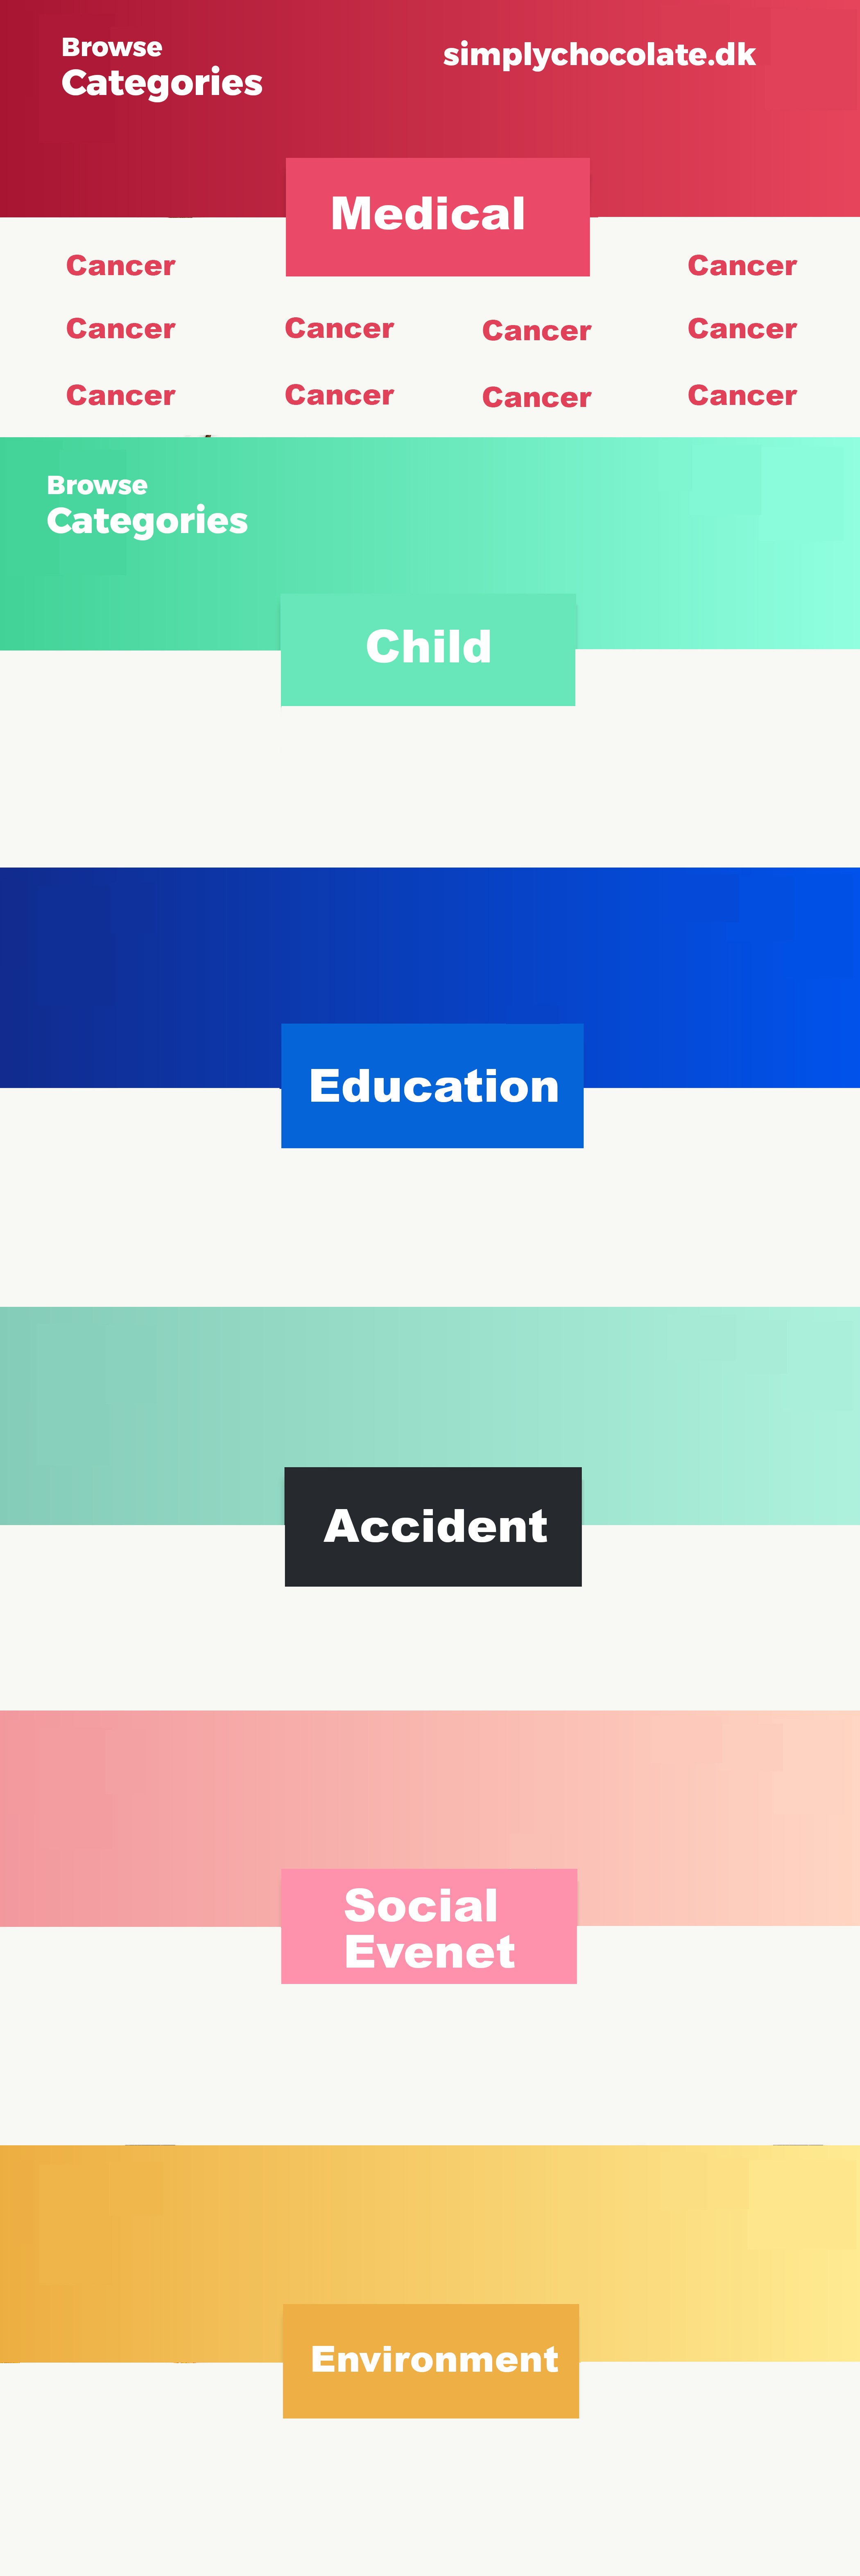 Browse
Categories
simplychocolate.dk
Medical
Cancer Cancer
Cancer Cancer Cancer Cancer
Cancer Cancer Cancer Cancer
Browse
Categories
Child
Education
Accident
Social
Evenet
Environment